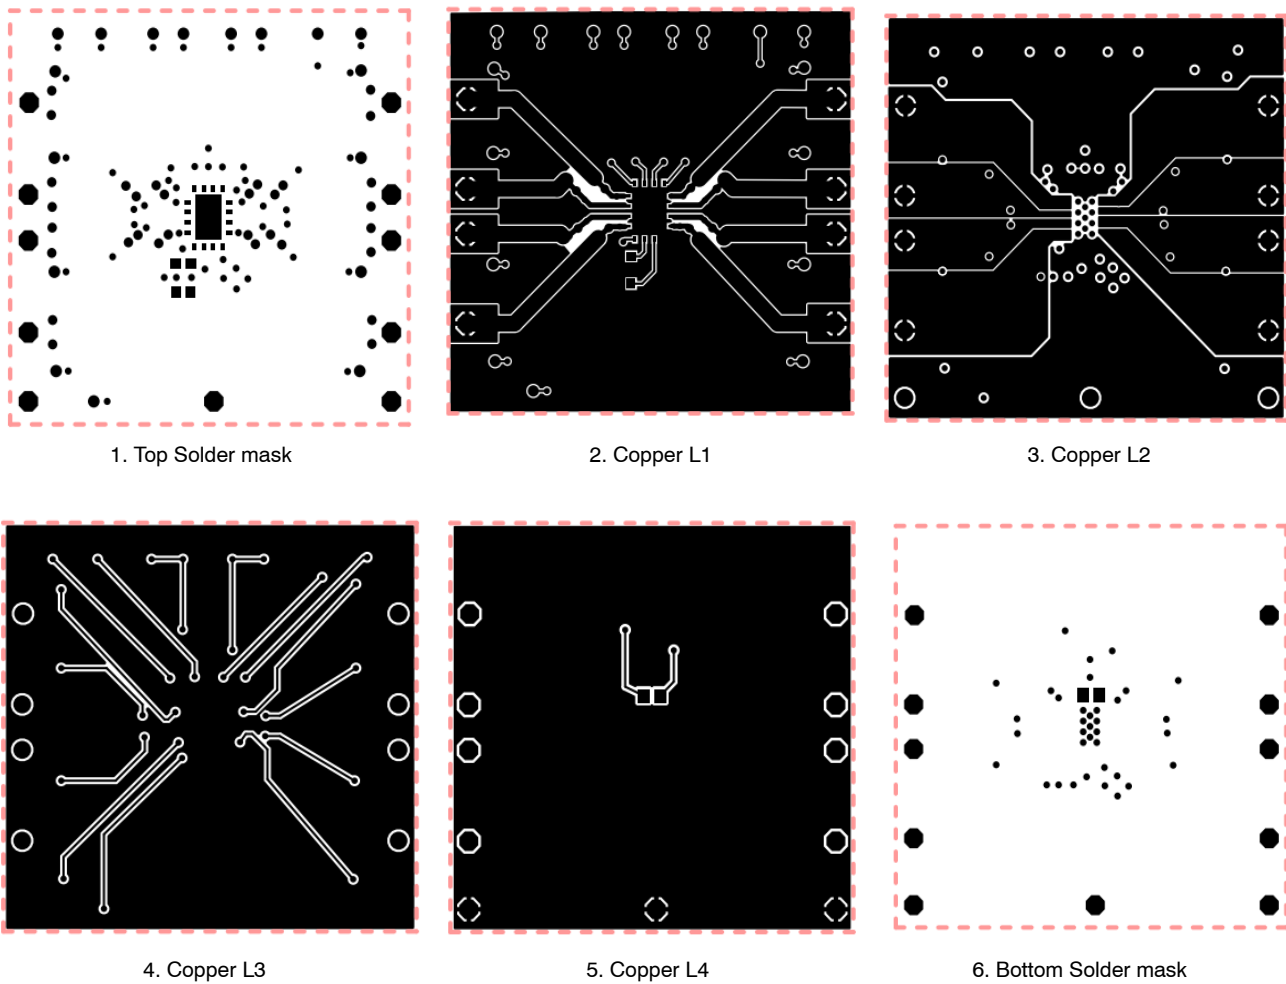 1. Top Solder mask
2. Copper L1
3. Copper L2
4. Copper L3
5. Copper L4
6. Bottom Solder mask